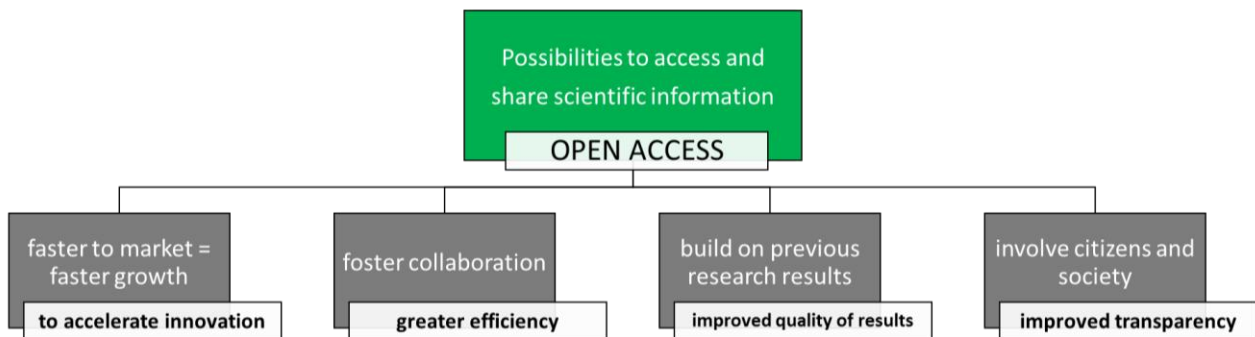 Possibilities to access and
share scientific information
OPEN ACCESS
faster to market =
faster growth
to accelerate innovation
foster collaboration
greater efficiency
build on previous
research results
improved quality of results
involve citizens and
society
improved transparency